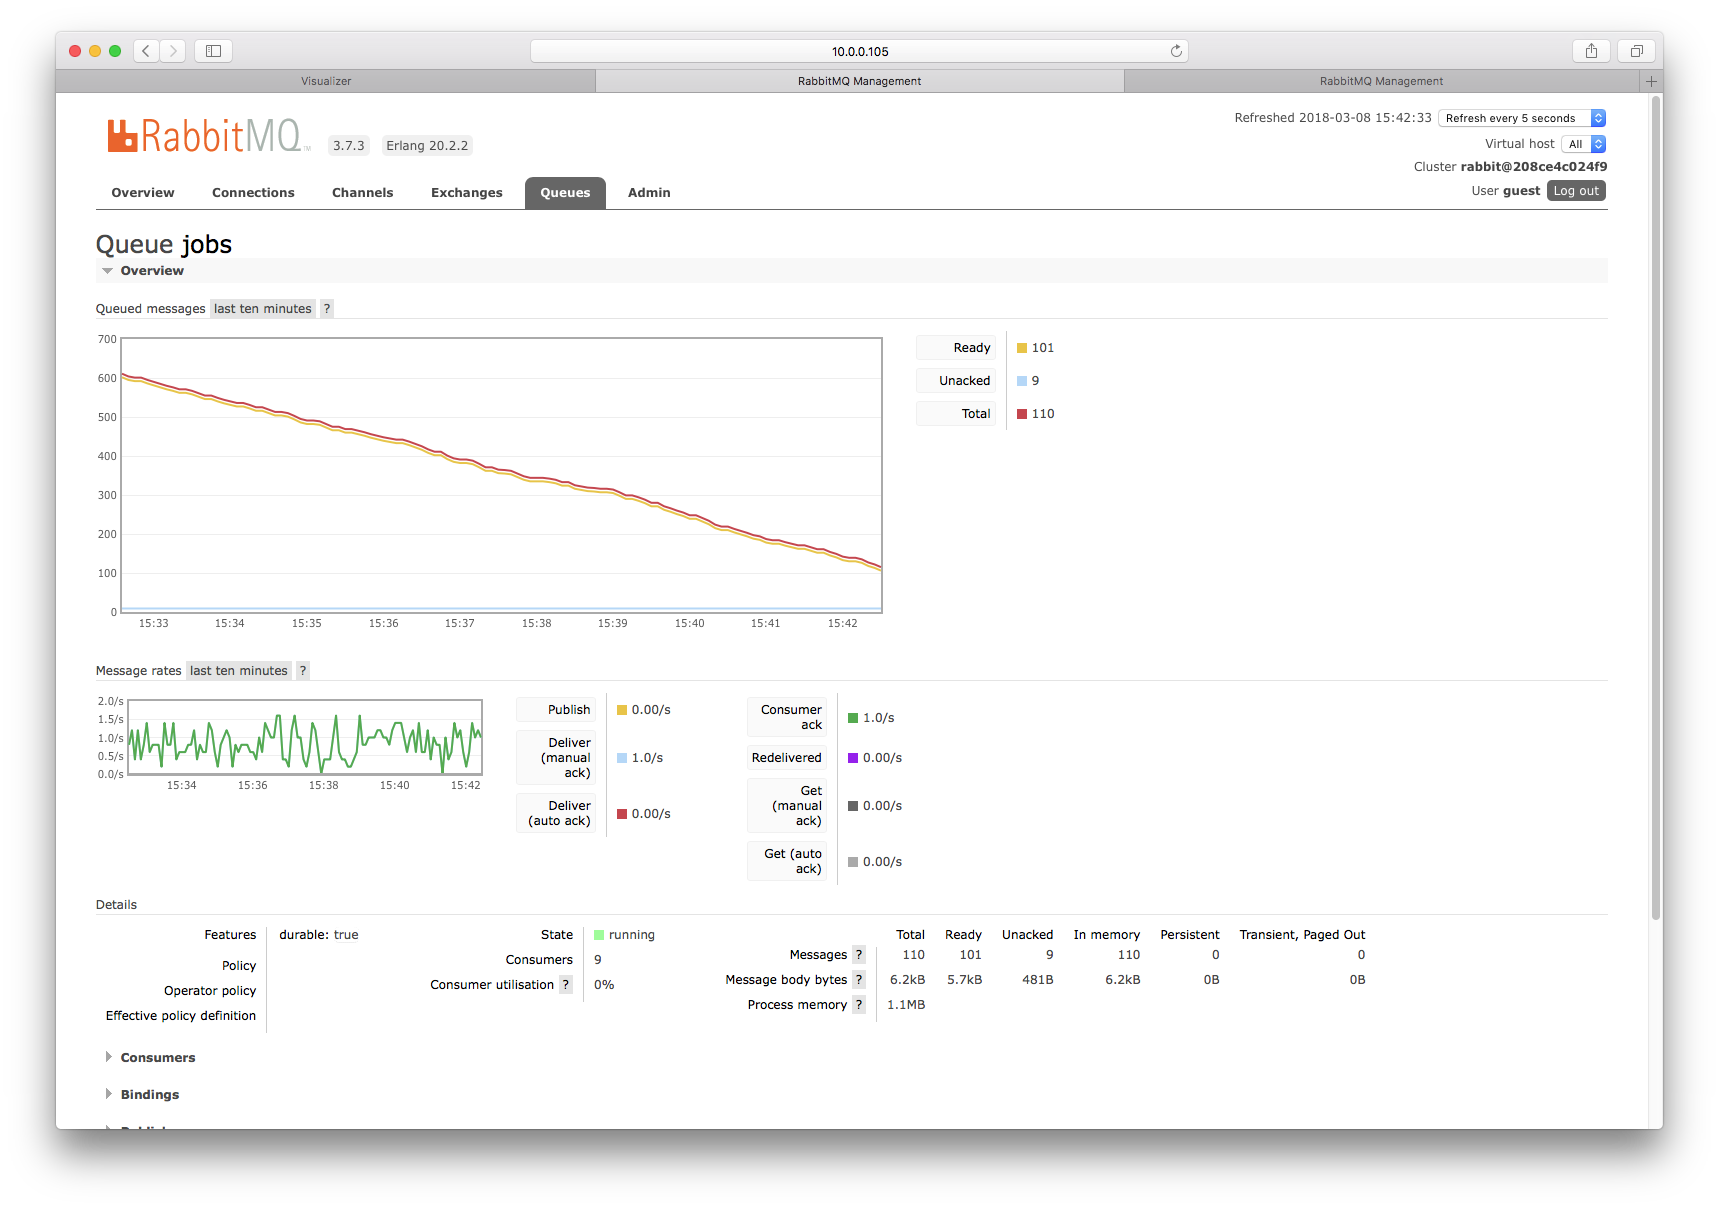 10.0.0.105
Visualizer
RabbitMQ Management
RabbitMQ Management
RabbitMQ™ 3.7.3 Erlang 20.2.2
Refreshed 2018-03-08 15:42:33 Refresh every 5 seconds
Virtual host All
Cluster rabbit@208ce4c024f9
User guest Log out
Overview Connections Channels Exchanges Queues Admin
Queue jobs
Overview
Queued messages last ten minutes ?
700
600
500
400
300
200
100
0
15:33 15:34 15:35 15:36 15:37 15:38 15:39 15:40 15:41 15:42
Ready 101
Unacked 9
Total 110
Message rates last ten minutes ?
2.0/s
1.5/s
1.0/s
0.5/s
0.0/s
15:34 15:36 15:38 15:40 15:42
Publish 0.00/s
Deliver
(manual 1.0/s
ack)
Deliver
(auto ack) 0.00/s
Consumer
ack 1.0/s
Redelivered 0.00/s
Get
(manual 0.00/s
ack)
Get (auto
ack) 0.00/s
Details
Features durable: true
Policy
Operator policy
Effective policy definition
State running
Consumers 9
Consumer utilisation ? 0%
Total Ready Unacked In memory Persistent Transient, Paged Out
Messages ? 110 101 9 110 0 0
Message body bytes ? 6.2kB 5.7kB 481B 6.2kB 0B 0B
Process memory ? 1.1MB
Consumers
Bindings